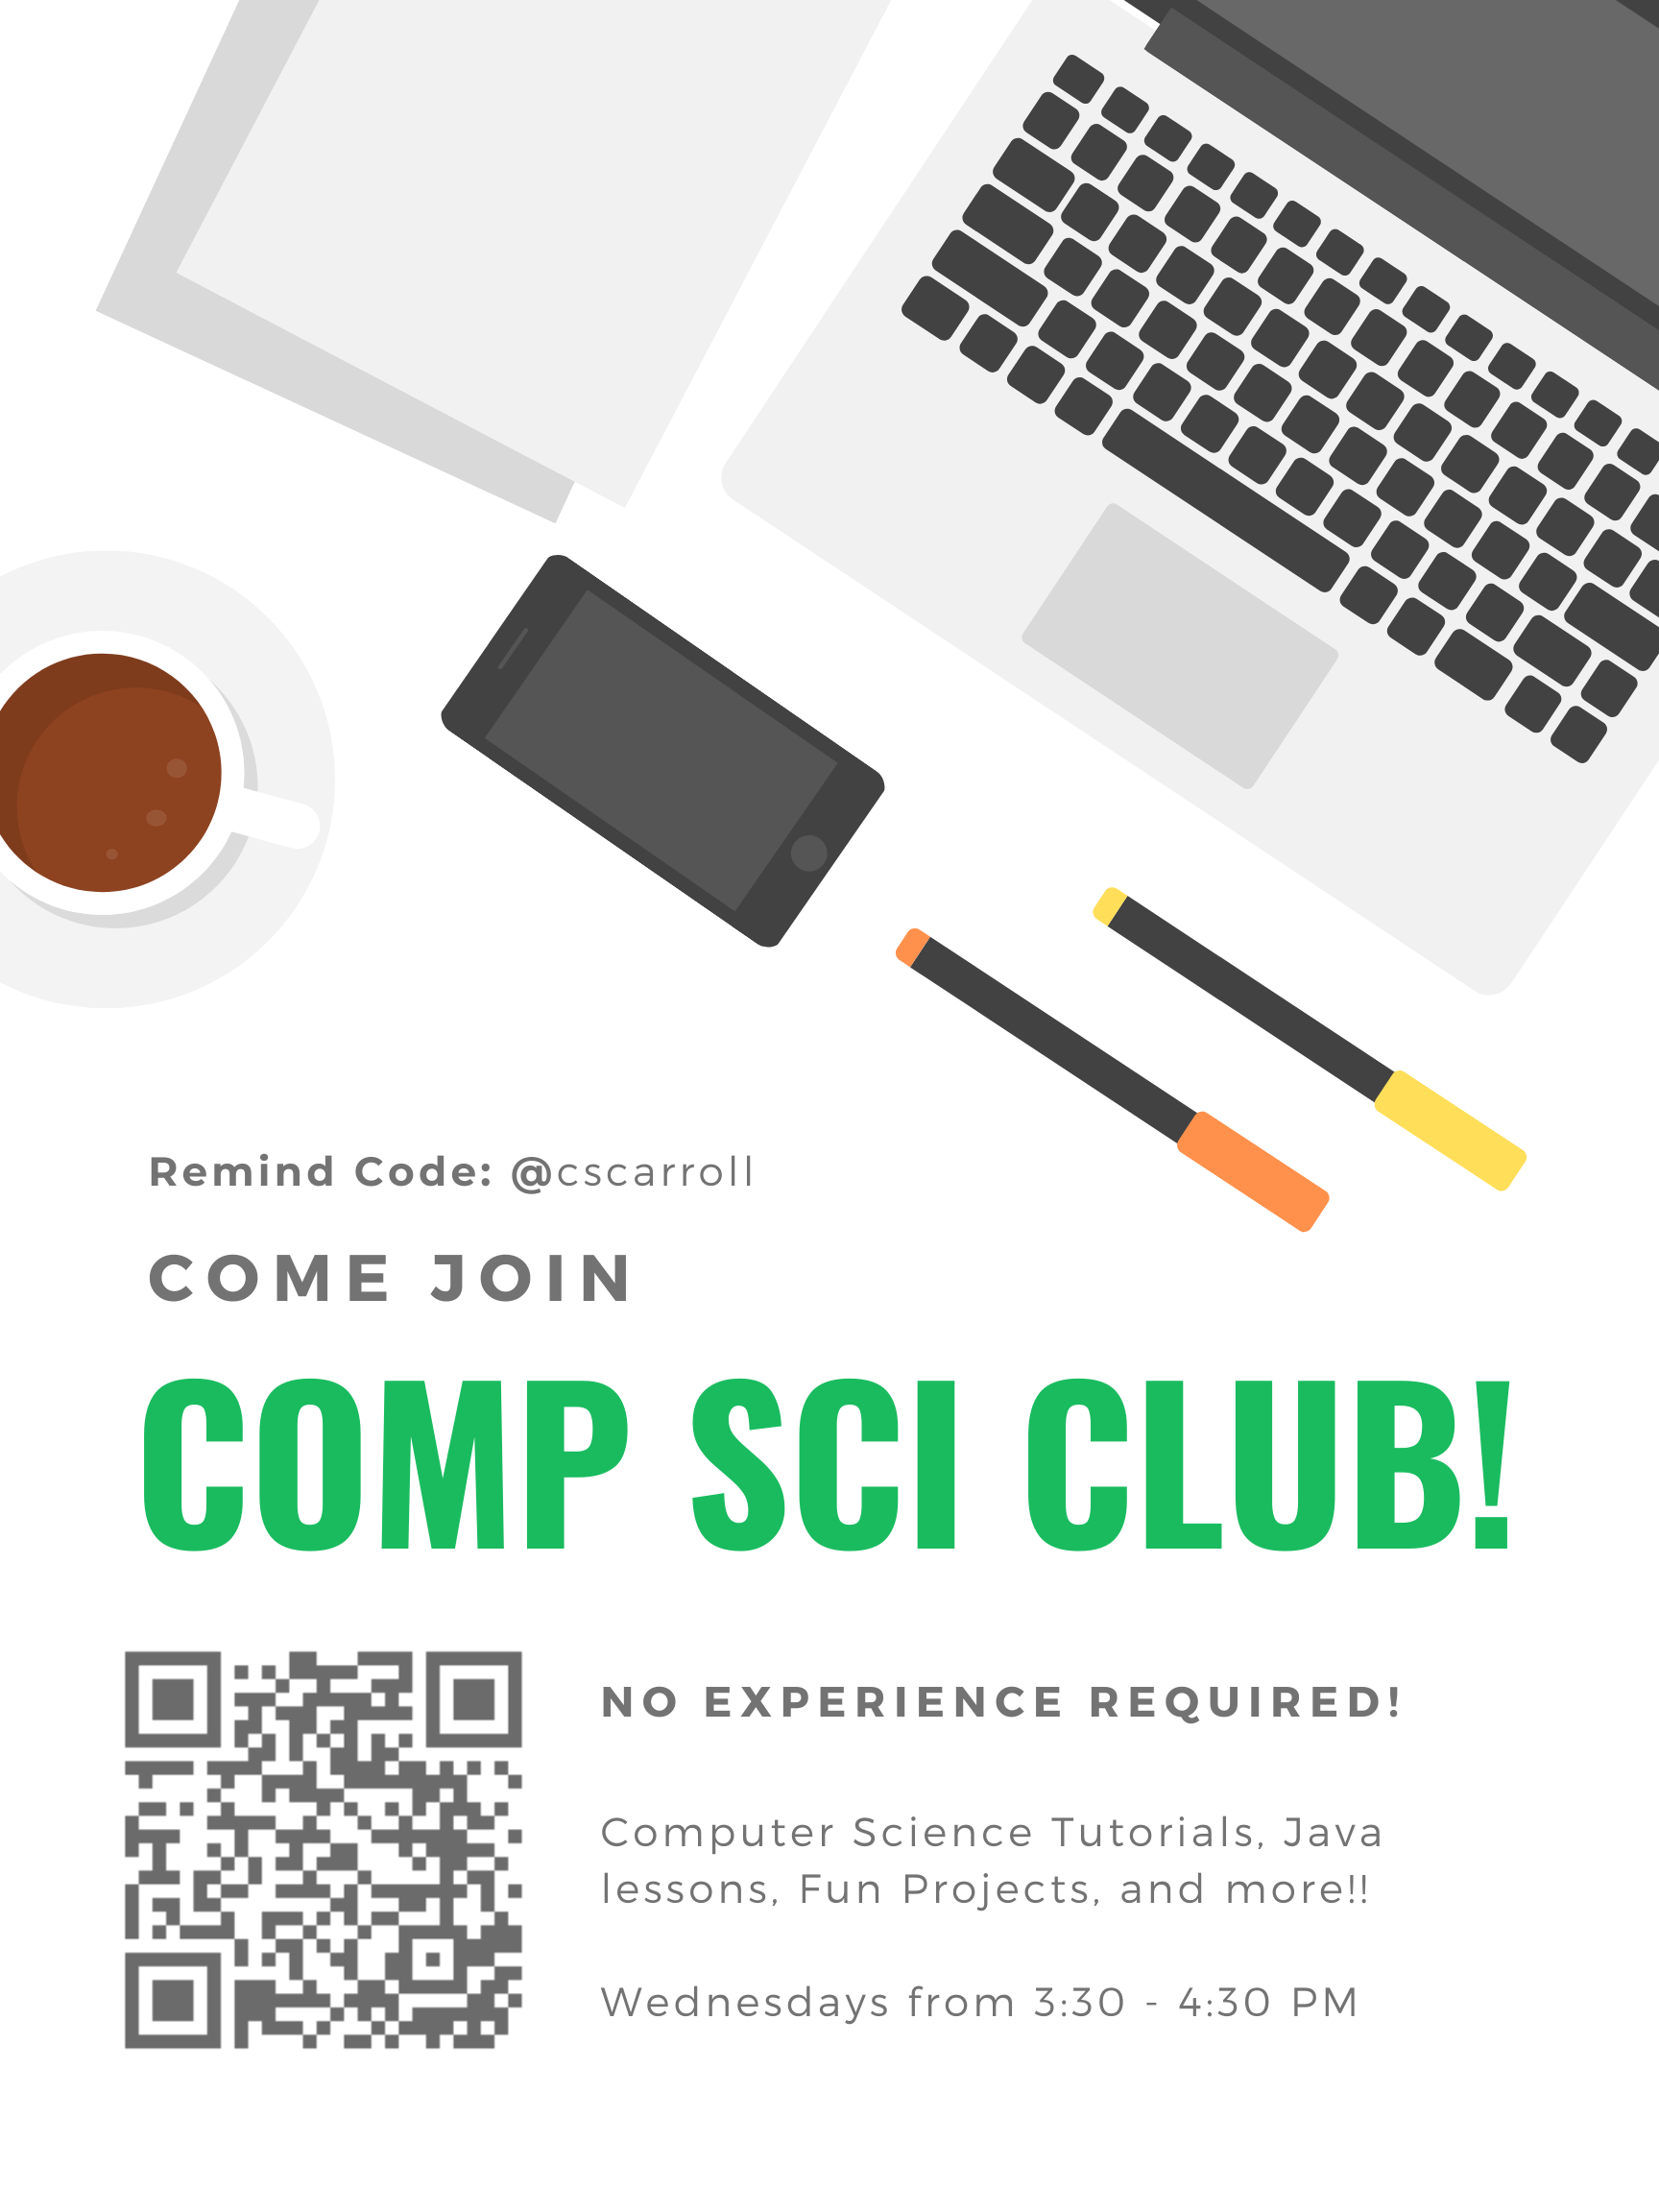 Remind Code: @cscarroll
COME JOIN
COMP SCI CLUB!
NO EXPERIENCE REQUIRED!
Computer Science Tutorials, Java
lessons, Fun Projects, and more!!
Wednesdays from 3:30 - 4:30 PM